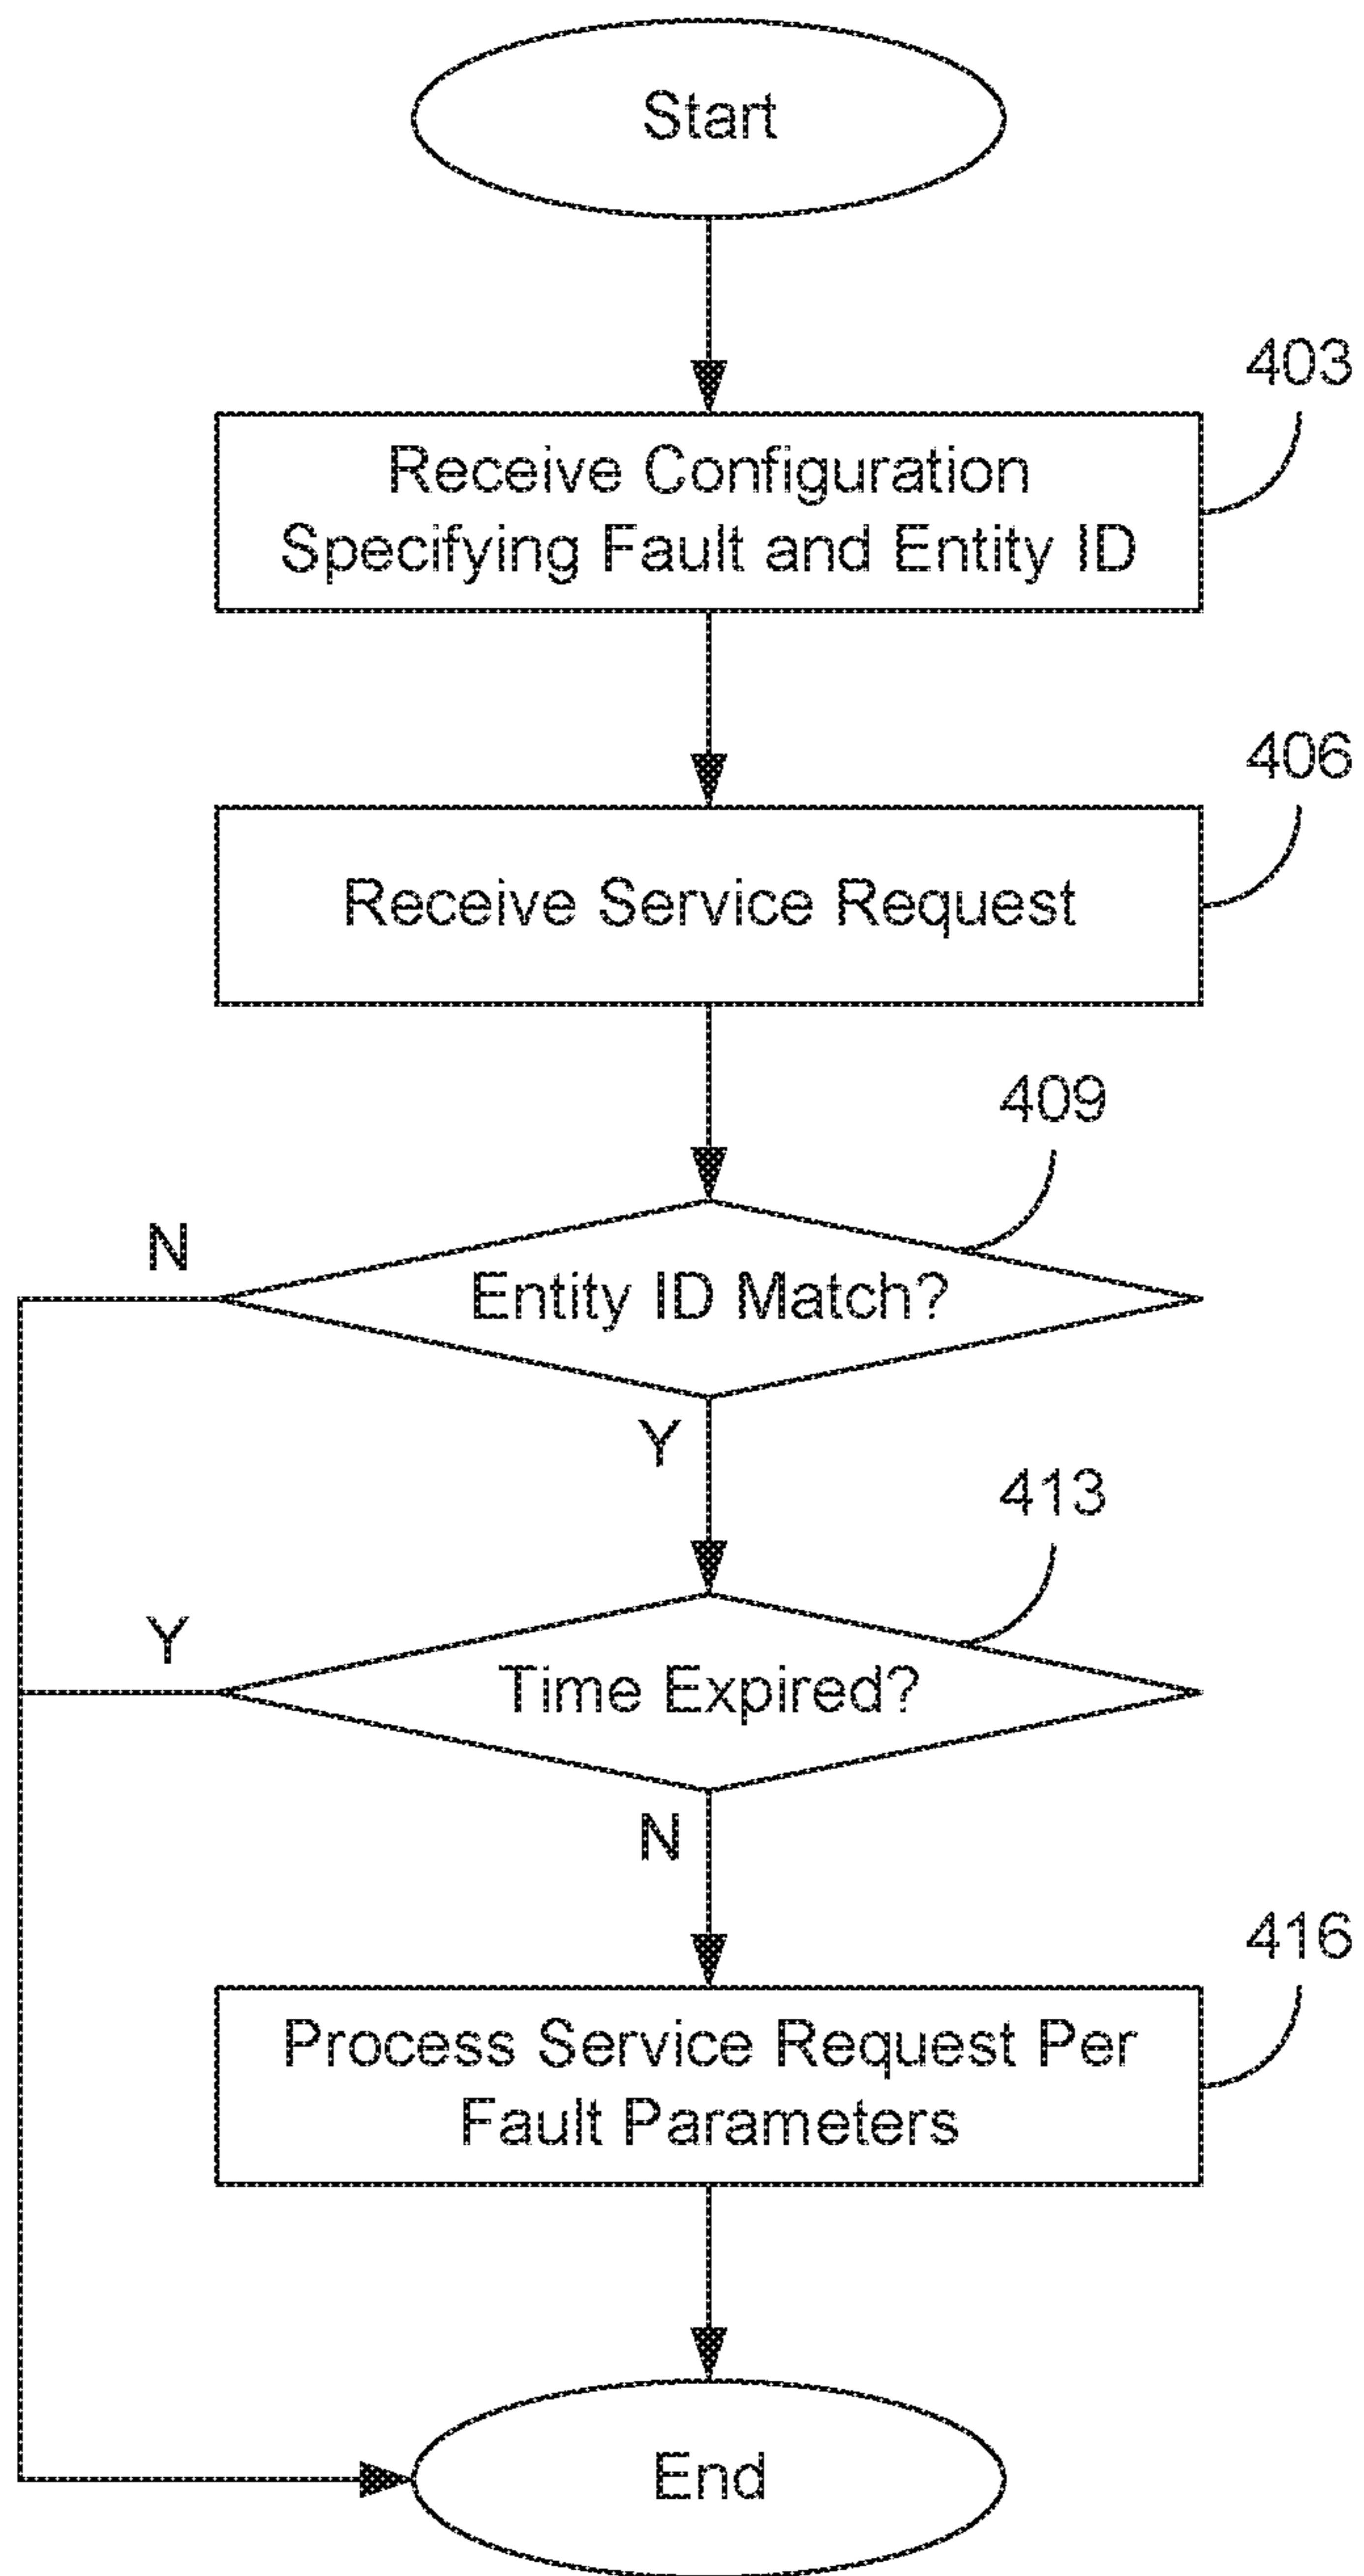 Start
403
Receive Configuration
Specifying Fault and Entity ID
406
Receive Service Request
409
N
Entity ID Match?
Y
413
Y
Time Expired?
N
416
Process Service Request Per
Fault Parameters
End